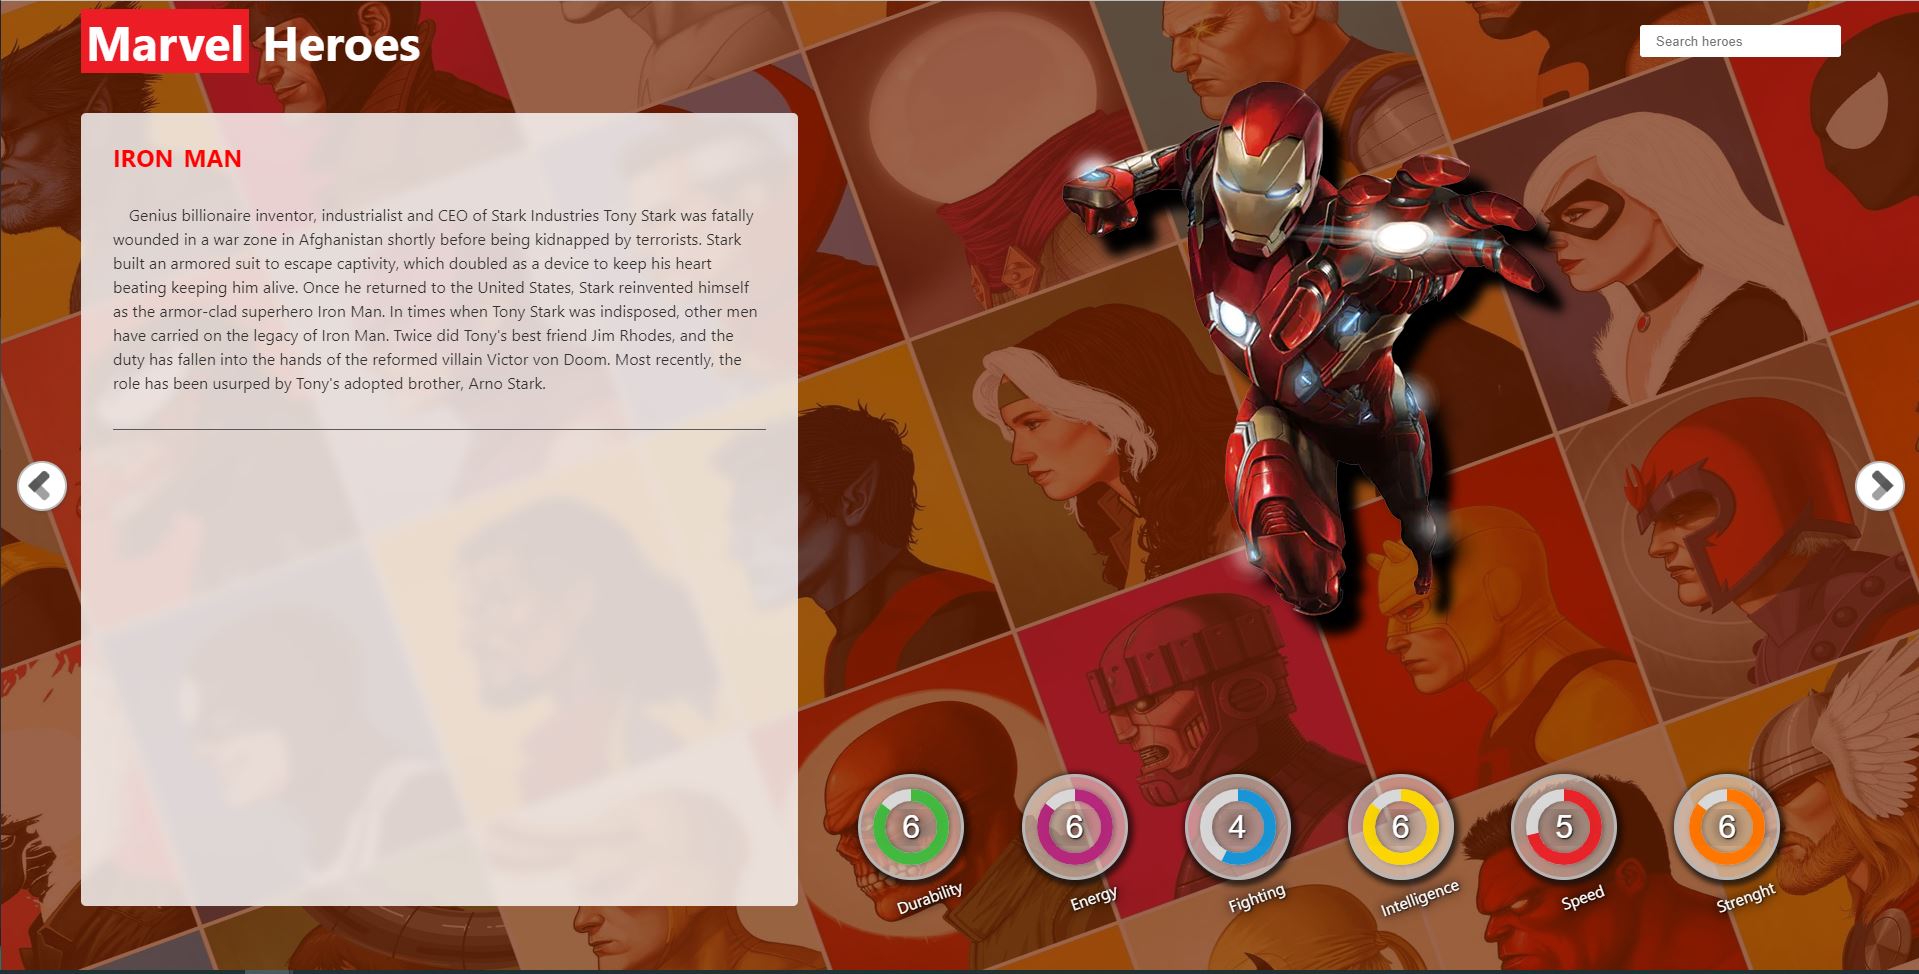 Marvel Heroes
Search heroes
IRON MAN
Genius billionaire inventor, industrialist and CEO of Stark Industries Tony Stark was fatally
wounded in a war zone in Afghanistan shortly before being kidnapped by terrorists. Stark
built an armored suit to escape captivity, which doubled as a device to keep his heart
beating keeping him alive. Once he returned to the United States, Stark reinvented himself
as the armor-clad superhero Iron Man. In times when Tony Stark was indisposed, other men
have carried on the legacy of Iron Man. Twice did Tony's best friend Jim Rhodes, and the
duty has fallen into the hands of the reformed villain Victor von Doom. Most recently, the
role has been usurped by Tony's adopted brother, Arno Stark.
6
6
4
6
5
6
Durability
Energy
Fighting
Intelligence
Speed
Strenght